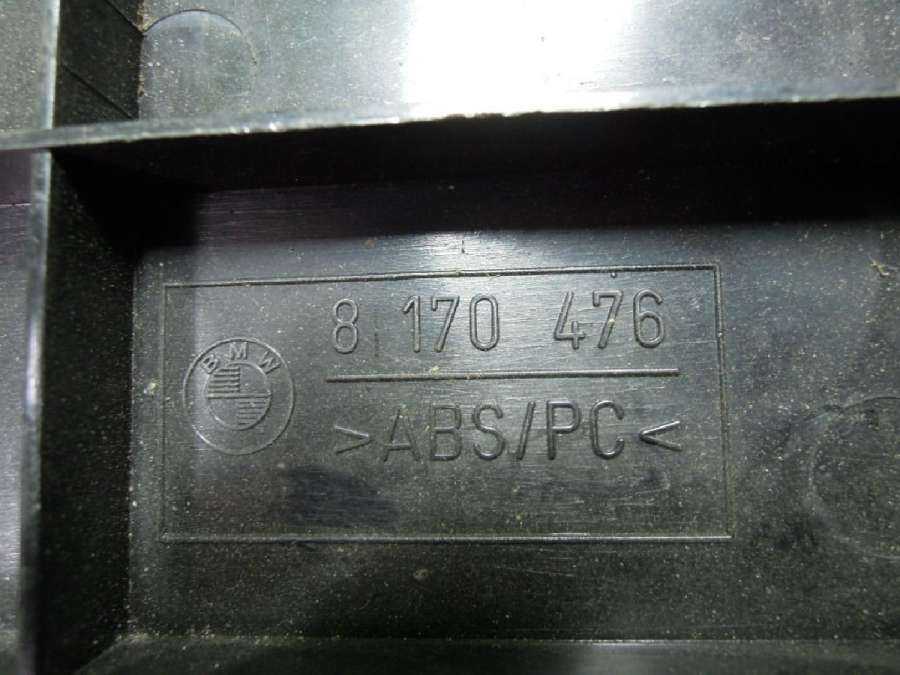 BMW
8 170 476
>ABS/PC<